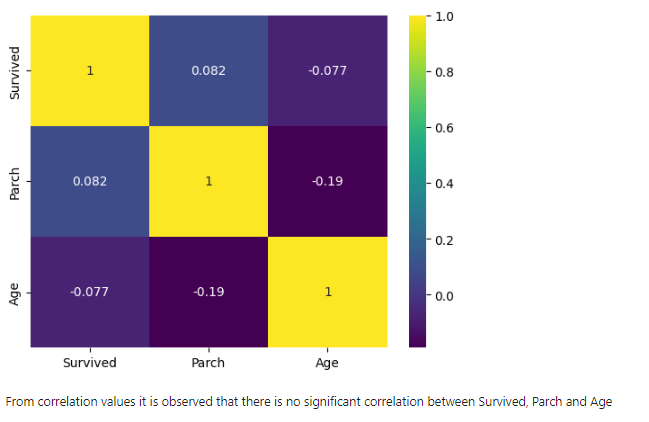 Survived 1 0.082 -0.077
Parch 0.082 1 -0.19
Age -0.077 -0.19 1
Survived Parch Age
1.0
0.8
0.6
0.4
0.2
0.0
From correlation values it is observed that there is no significant correlation between Survived, Parch and Age